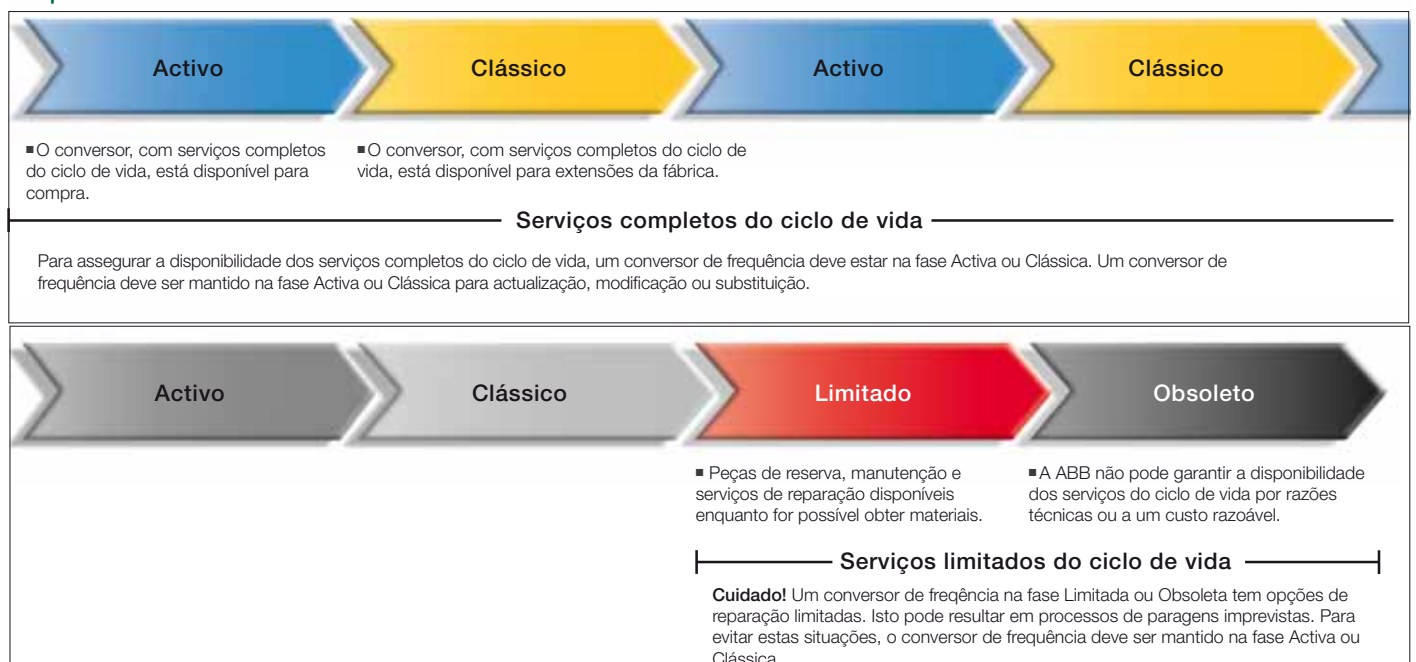 Activo
Clássico
Activo
Clássico
■O conversor, com serviços completos
do ciclo de vida, está disponível para
compra.
■O conversor, com serviços completos do ciclo de
vida, está disponível para extensões da fábrica.
Serviços completos do ciclo de vida
Para assegurar a disponibilidade dos serviços completos do ciclo de vida, um conversor de frequência deve estar na fase Activa ou Clássica. Um conversor de
frequência deve ser mantido na fase Activa ou Clássica para actualização, modificação ou substituição.
Activo
Clássico
Limitado
Obsoleto
■ Peças de reserva, manutenção e
serviços de reparação disponíveis
enquanto for possível obter materiais.
■A ABB não pode garantir a disponibilidade
dos serviços do ciclo de vida por razões
técnicas ou a um custo razoável.
Serviços limitados do ciclo de vida
Cuidado! Um conversor de freqência na fase Limitada ou Obsoleta tem opções de
reparação limitadas. Isto pode resultar em processos de paragens imprevistas. Para
evitar estas situações, o conversor de frequência deve ser mantido na fase Activa ou
Clássica